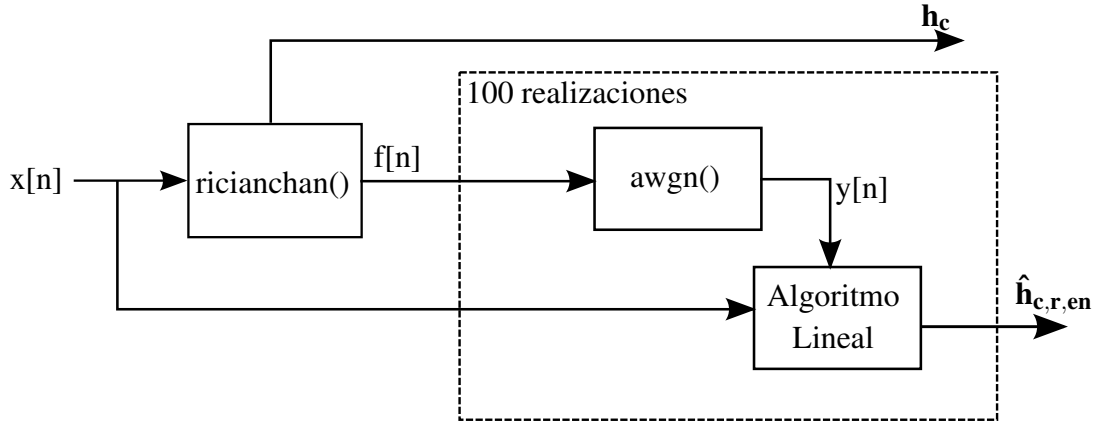 h_c
100 realizaciones
x[n]
ricianchan()
f[n]
awgn()
y[n]
Algoritmo
Lineal
ĥ_c,r,en